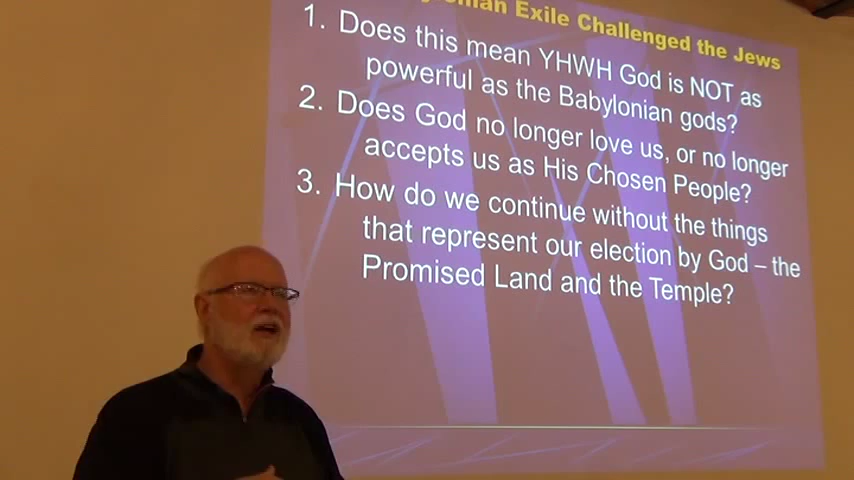 Exile Challenged the Jews
1. Does this mean YHWH God is NOT as
powerful as the Babylonian gods?
2. Does God no longer love us, or no longer
accepts us as His Chosen People?
3. How do we continue without the things
that represent our election by God – the
Promised Land and the Temple?